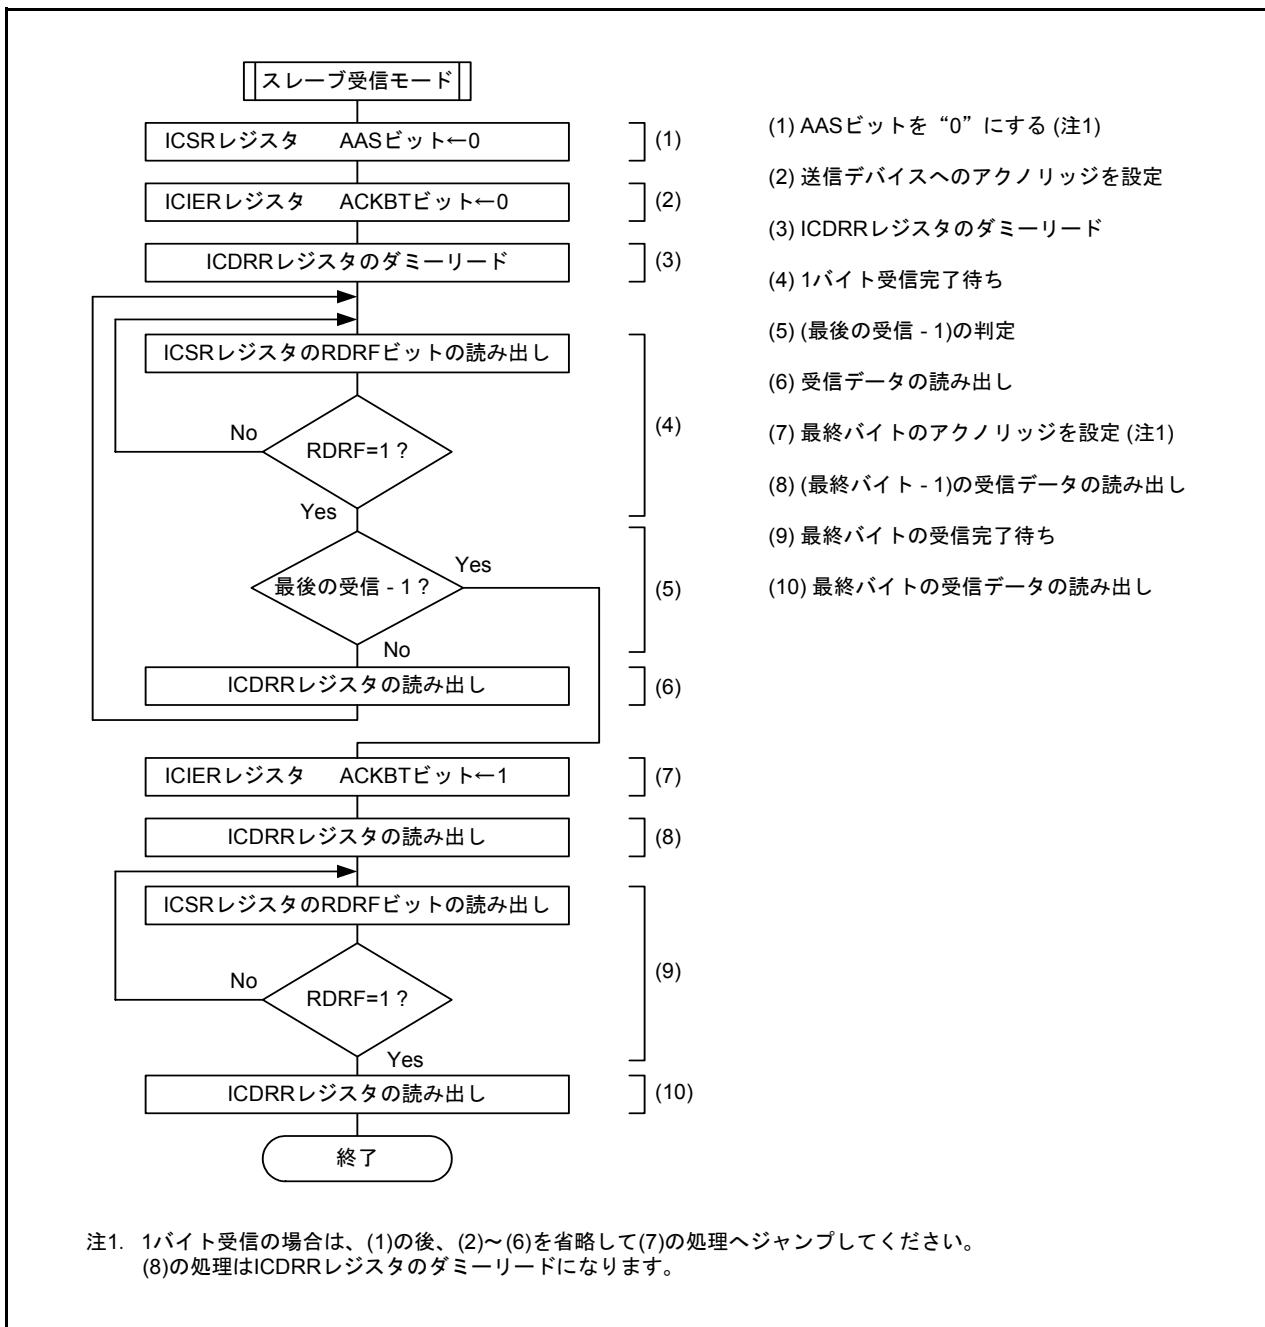 スレーブ受信モード
ICSRレジスタ AASビット←0
(1)
ICIERレジスタ ACKBTビット←0
(2)
ICDRRレジスタのダミーリード
(3)
ICSRレジスタのRDRFビットの読み出し
(4)
No
RDRF=1 ?
Yes
最後の受信 - 1 ?
Yes
(5)
No
ICDRRレジスタの読み出し
(6)
ICIERレジスタ ACKBTビット←1
(7)
ICDRRレジスタの読み出し
(8)
ICSRレジスタのRDRFビットの読み出し
(9)
No
RDRF=1 ?
Yes
ICDRRレジスタの読み出し
(10)
終了
(1) AASビットを“0”にする (注1)
(2) 送信デバイスへのアクノリッジを設定
(3) ICDRRレジスタのダミーリード
(4) 1バイト受信完了待ち
(5) (最後の受信 - 1)の判定
(6) 受信データの読み出し
(7) 最終バイトのアクノリッジを設定 (注1)
(8) (最終バイト - 1)の受信データの読み出し
(9) 最終バイトの受信完了待ち
(10) 最終バイトの受信データの読み出し
注1. 1バイト受信の場合は、(1)の後、(2)～(6)を省略して(7)の処理へジャンプしてください。
(8)の処理はICDRRレジスタのダミーリードになります。